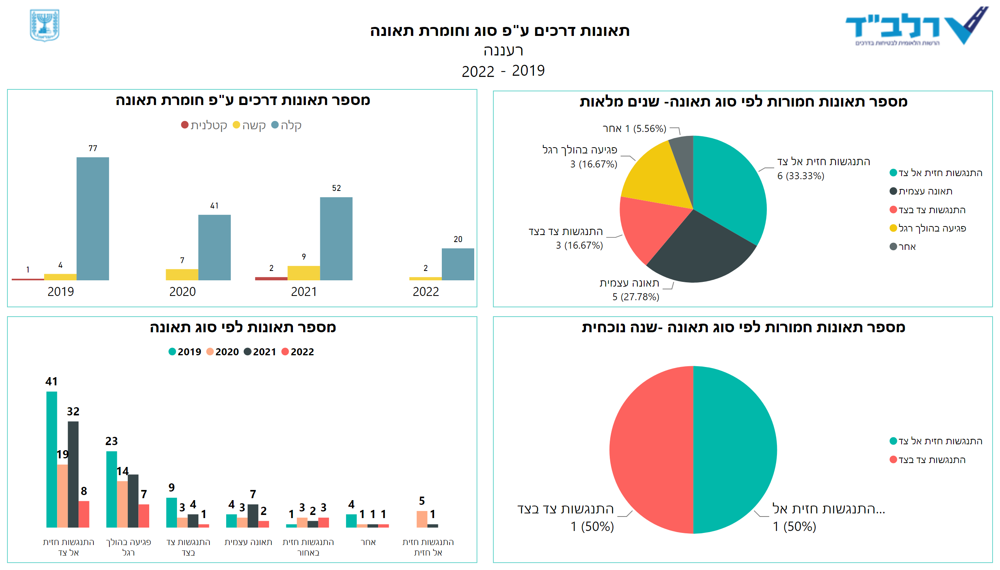 רלב"ד
הרשות הלאומית לבטיחות בדרכים
תאונות דרכים ע"פ סוג וחומרת תאונה
רעננה
2019 - 2022
מספר תאונות דרכים ע"פ חומרת תאונה
קטלנית קשה קלה
77
41
52
20
1
4
7
2
9
2
2019 2020 2021 2022
מספר תאונות חמורות לפי סוג תאונה- שנים מלאות
אחר 1 (5.56%)
פגיעה בהולך רגל
3 (16.67%)
התנגשות צד בצד
3 (16.67%)
תאונה עצמית
5 (27.78%)
התנגשות חזית אל צד
6 (33.33%)
התנגשות חזית אל צד
תאונה עצמית
התנגשות צד בצד
פגיעה בהולך רגל
אחר
מספר תאונות לפי סוג תאונה
2019 2020 2021 2022
41 19 32 8
23 14 7
9 3 4 1
4 3 7 2
1 3 2 3
4 1 1 1
5 1
התנגשות חזית
אל צד
פגיעה בהולך
רגל
התנגשות צד
בצד
תאונה עצמית
התנגשות חזית
באחור
אחר
התנגשות חזית
אל חזית
מספר תאונות חמורות לפי סוג תאונה -שנה נוכחית
התנגשות צד בצד
1 (50%)
התנגשות חזית אל...
1 (50%)
התנגשות חזית אל צד
התנגשות צד בצד